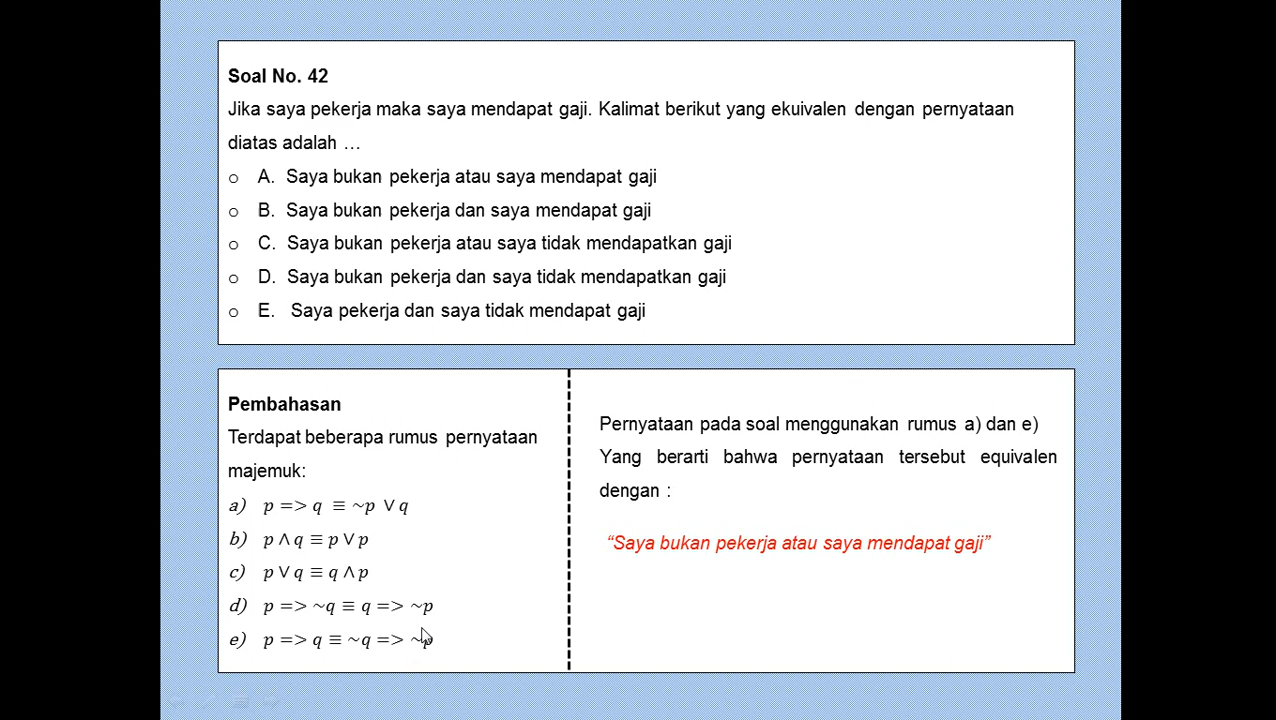 Soal No. 42
Jika saya pekerja maka saya mendapat gaji. Kalimat berikut yang ekuivalen dengan pernyataan
diatas adalah …
o A. Saya bukan pekerja atau saya mendapat gaji
o B. Saya bukan pekerja dan saya mendapat gaji
o C. Saya bukan pekerja atau saya tidak mendapatkan gaji
o D. Saya bukan pekerja dan saya tidak mendapatkan gaji
o E. Saya pekerja dan saya tidak mendapat gaji
Pembahasan
Terdapat beberapa rumus pernyataan
majemuk:
a) p => q ≡ ~p ∨ q
b) p ∧ q ≡ p ∨ p
c) p ∨ q ≡ q ∧ p
d) p => ~q ≡ q => ~p
e) p => q ≡ ~q => ~p
Pernyataan pada soal menggunakan rumus a) dan e)
Yang berarti bahwa pernyataan tersebut equivalen
dengan :
“Saya bukan pekerja atau saya mendapat gaji”